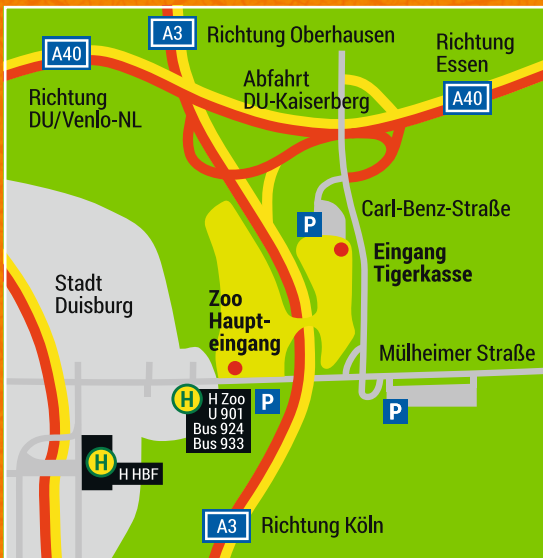 A3
Richtung Oberhausen
A40
Richtung
DU/Venlo-NL
Abfahrt
DU-Kaiserberg
Richtung
Essen
A40
P
Carl-Benz-Straße
Eingang
Tigerkasse
Stadt
Duisburg
Zoo
Haupt-
eingang
Mülheimer Straße
H
H Zoo
U 901
Bus 924
Bus 933
P
P
H
H HBF
A3
Richtung Köln